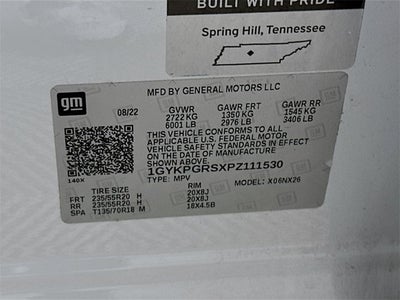 BUILT WITH PRIDE
Spring Hill, Tennessee
gm
MFD BY GENERAL MOTORS LLC
08/22 GVWR GAWR FRT GAWR RR
2722 KG 1350 KG 1545 KG
6001 LB 2976 LB 3406 LB
THIS VEHICLE CONFORMS TO ALL
APPLICABLE U.S. FEDERAL MOTOR
VEHICLE SAFETY STANDARDS IN EFFECT
ON THE DATE OF MANUFACTURE SHOWN ABOVE.
1GYKPGRSXPZ111530
140X TYPE: MPV MODEL: X06NX26
TIRE SIZE RIM
FRT 235/55R20 H 20X8J
RR 235/55R20 H 20X8J
SPA T135/70R18 M 18X4.5B